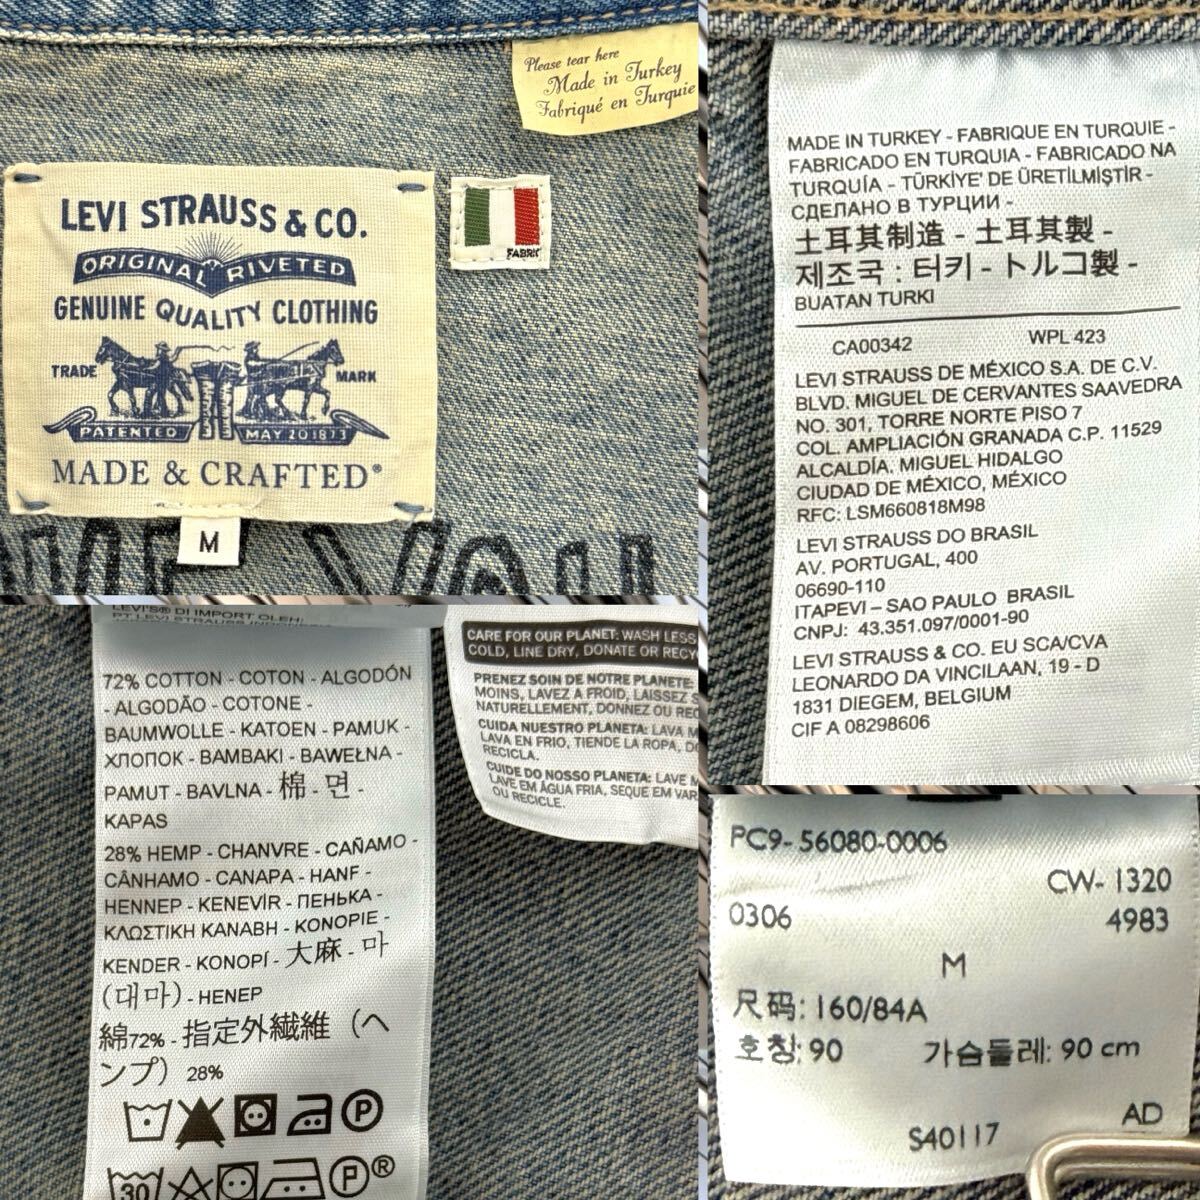 Please tear here
Made in Turkey
Fabriqué en Turquie
LEVI STRAUSS & CO.
ORIGINAL RIVETED
GENUINE QUALITY CLOTHING
TRADE MARK
PATENTED MAY 20 1873
MADE & CRAFTED®
M
FABRIC
MADE IN TURKEY - FABRIQUE EN TURQUIE -
FABRICADO EN TURQUIA - FABRICADO NA
TURQUÍA - TÜRKİYE' DE ÜRETİLMİŞTİR -
СДЕЛАНО В ТУРЦИИ -
土耳其制造 - 土耳其製 -
제조국 : 터키 - トルコ製 -
BUATAN TURKI
CA00342 WPL 423
LEVI STRAUSS DE MÉXICO S.A. DE C.V.
BLVD. MIGUEL DE CERVANTES SAAVEDRA
NO. 301, TORRE NORTE PISO 7
COL. AMPLIACIÓN GRANADA C.P. 11529
ALCALDÍA. MIGUEL HIDALGO
CIUDAD DE MÉXICO, MÉXICO
RFC: LSM660818M98
LEVI STRAUSS DO BRASIL
AV. PORTUGAL, 400
06690-110
ITAPEVI – SAO PAULO BRASIL
CNPJ: 43.351.097/0001-90
LEVI STRAUSS & CO. EU SCA/CVA
LEONARDO DA VINCILAAN, 19 - D
1831 DIEGEM, BELGIUM
CIF A 08298606
LEVI'S® DI IMPORT OLEH:
PT LEVI STRAUSS INDONESIA
72% COTTON - COTON - ALGODÓN
- ALGODÃO - COTONE -
BAUMWOLLE - KATOEN - PAMUK -
ХЛОПОК - BAMBAKI - BAWEŁNA -
PAMUT - BAVLNA - 棉 - 면 -
KAPAS
28% HEMP - CHANVRE - CAÑAMO -
CÂNHAMO - CANAPA - HANF -
HENNEP - KENEVİR - ПЕНЬКА -
ΚΛΩΣΤΙΚΗ ΚΑΝΑΒΗ - KONOPIE -
KENDER - KONOPÍ - 大麻 - 마
(대마) - HENEP
綿72% - 指定外繊維（ヘ
ンプ） 28%
P
30
P®
CARE FOR OUR PLANET: WASH LESS
COLD, LINE DRY, DONATE OR RECY
PRENEZ SOIN DE NOTRE PLANETE:
MOINS, LAVEZ A FROID, LAISSEZ S
NATURELLEMENT, DONNEZ OU REC
CUIDA NUESTRO PLANETA: LAVA M
LAVA EN FRIO, TIENDE LA ROPA, DO
RECICLA.
CUIDE DO NOSSO PLANETA: LAVE M
LAVE EM ÁGUA FRIA, SEQUE EM VAR
OU RECICLE.
PC9-56080-0006
CW- 1320
0306 4983
M
尺码: 160/84A
호칭: 90 가슴둘레: 90 cm
AD
S40117